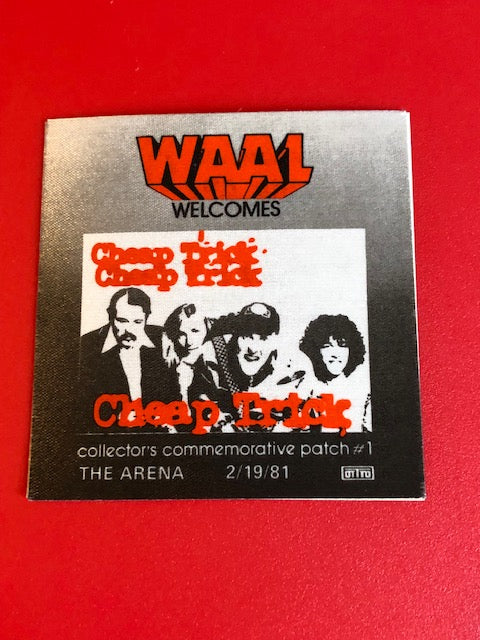 WAAL
WELCOMES
Cheap Trick
Cheap Trick
Cheap Trick
collector's commemorative patch #1
THE ARENA 2/19/81
OTTO